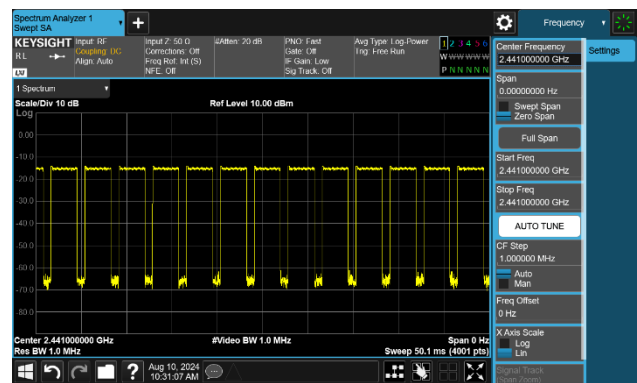 Spectrum Analyzer 1
Swept SA
Frequency
KEYSIGHT
RL
LW
Input: RF
Coupling: DC
Align: Auto
Input Z: 50 Ω
Corrections: Off
Freq Ref: Int (S)
NFE: Off
#Atten: 20 dB
PNO: Fast
Gate: Off
IF Gain: Low
Sig Track: Off
Avg Type: Log-Power
Trig: Free Run
1 2 3 4 5 6
W W W W W W
P N N N N N
Center Frequency
2.441000000 GHz
Settings
Span
0.00000000 Hz
Swept Span
Zero Span
Full Span
Start Freq
2.441000000 GHz
Stop Freq
2.441000000 GHz
AUTO TUNE
CF Step
1.000000 MHz
Auto
Man
Freq Offset
0 Hz
X Axis Scale
Log
Lin
Signal Track
(Span Zoom)
1 Spectrum
Scale/Div 10 dB
Ref Level 10.00 dBm
Log
0.00
-10.0
-20.0
-30.0
-40.0
-50.0
-60.0
-70.0
-80.0
Center 2.441000000 GHz
#Video BW 1.0 MHz
Span 0 Hz
Res BW 1.0 MHz
Sweep 50.1 ms (4001 pts)
Aug 10, 2024
10:31:07 AM